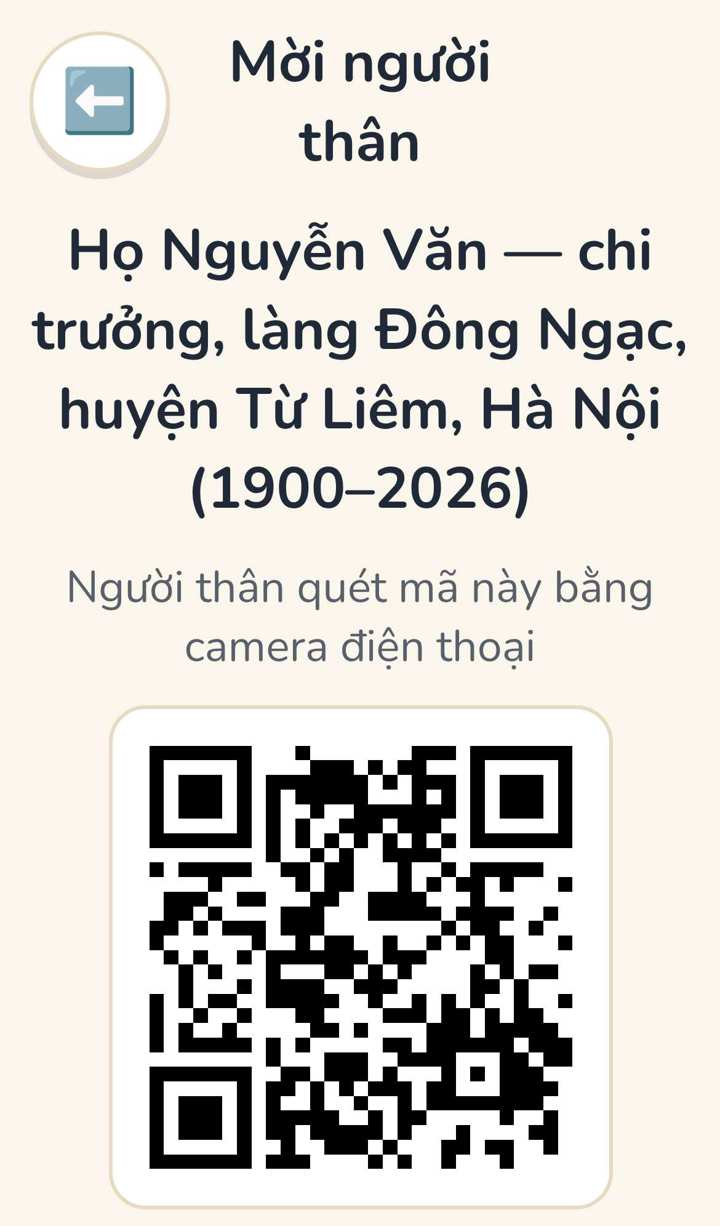 Mời người
thân
Họ Nguyễn Văn — chi
trưởng, làng Đông Ngạc,
huyện Từ Liêm, Hà Nội
(1900–2026)
Người thân quét mã này bằng
camera điện thoại